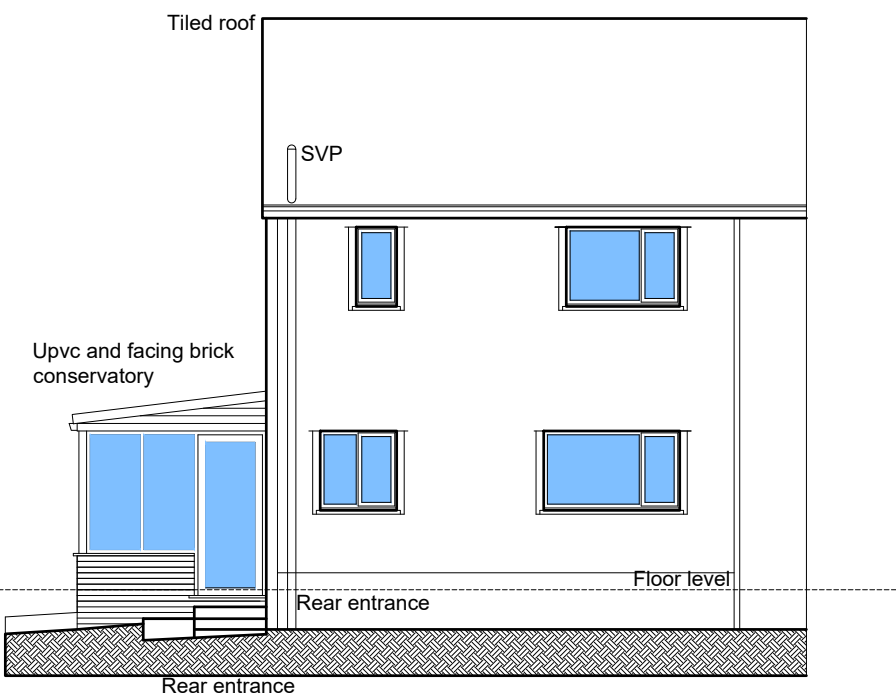 Tiled roof
SVP
Upvc and facing brick
conservatory
Floor level
Rear entrance
Rear entrance